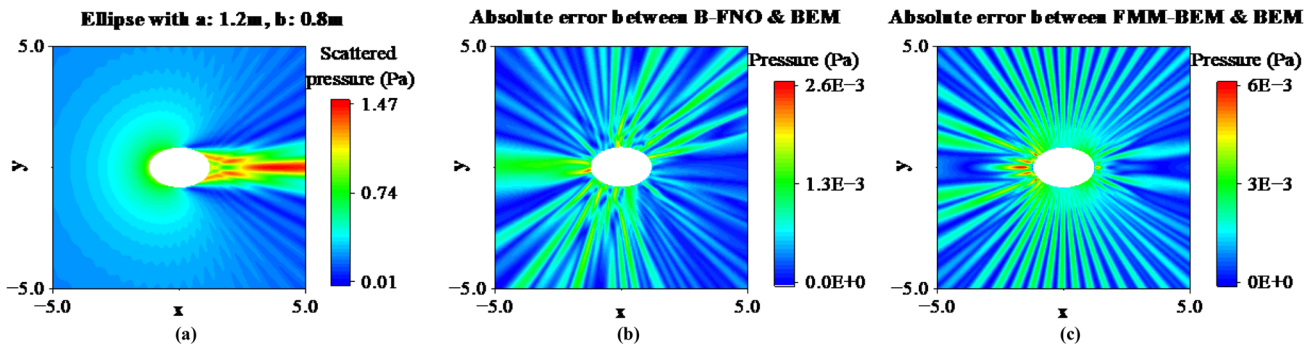 Ellipse with a: 1.2m, b: 0.8m
5.0
y
−5.0
−5.0
x
5.0
Scattered
pressure (Pa)
1.47
0.74
0.01
(a)
Absolute error between B-FNO & BEM
5.0
y
−5.0
−5.0
x
5.0
Pressure (Pa)
2.6E−3
1.3E−3
0.0E+0
(b)
Absolute error between FMM-BEM & BEM
5.0
y
−5.0
−5.0
x
5.0
Pressure (Pa)
6E−3
3E−3
0E+0
(c)